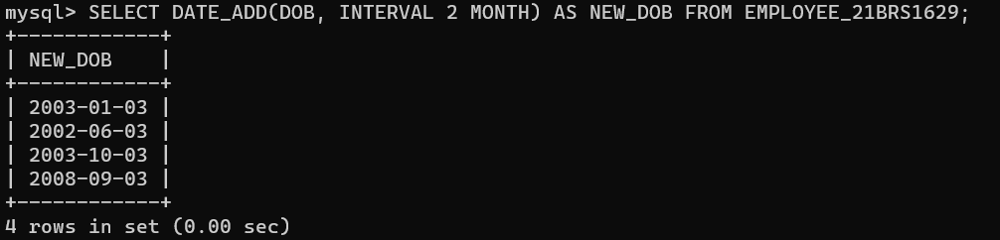 mysql> SELECT DATE_ADD(DOB, INTERVAL 2 MONTH) AS NEW_DOB FROM EMPLOYEE_21BRS1629;
+------------+
| NEW_DOB    |
+------------+
| 2003-01-03 |
| 2002-06-03 |
| 2003-10-03 |
| 2008-09-03 |
+------------+
4 rows in set (0.00 sec)